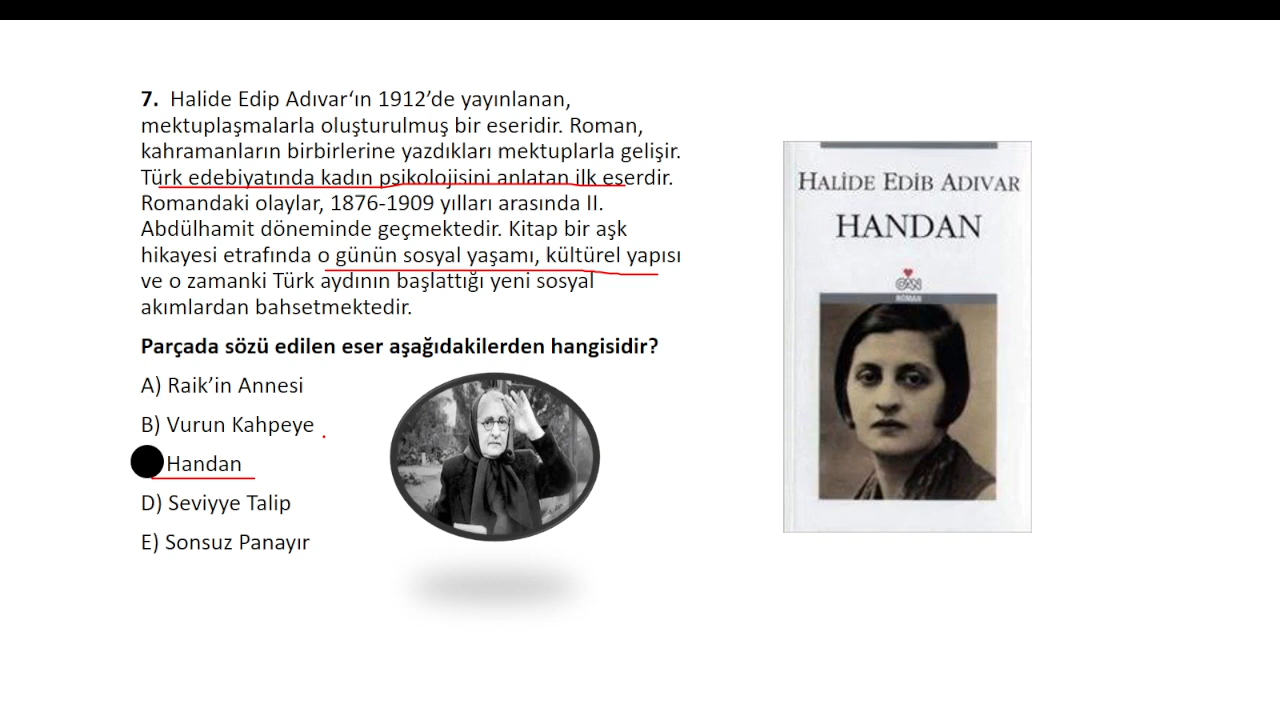 7. Halide Edip Adıvar‘ın 1912’de yayınlanan,
mektuplaşmalarla oluşturulmuş bir eseridir. Roman,
kahramanların birbirlerine yazdıkları mektuplarla gelişir.
Türk edebiyatında kadın psikolojisini anlatan ilk eserdir.
Romandaki olaylar, 1876-1909 yılları arasında II.
Abdülhamit döneminde geçmektedir. Kitap bir aşk
hikayesi etrafında o günün sosyal yaşamı, kültürel yapısı
ve o zamanki Türk aydının başlattığı yeni sosyal
akımlardan bahsetmektedir.
Parçada sözü edilen eser aşağıdakilerden hangisidir?
A) Raik’in Annesi
B) Vurun Kahpeye
Handan
D) Seviyye Talip
E) Sonsuz Panayır
HALİDE EDİB ADIVAR
HANDAN
CAN
ROMAN